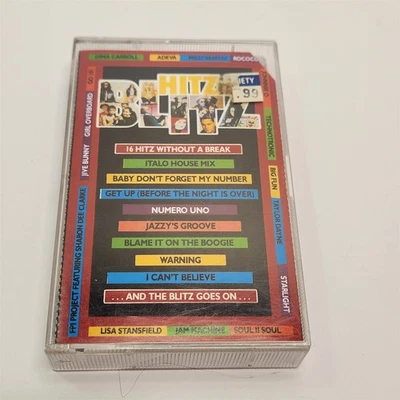 DINA CARROLL
ADEVA
MILLI VANILLI
ROCOCO
HITZ
BLITZ
.99
16 HITZ WITHOUT A BREAK
ITALO HOUSE MIX
BABY DON'T FORGET MY NUMBER
GET UP (BEFORE THE NIGHT IS OVER)
NUMERO UNO
JAZZY'S GROOVE
BLAME IT ON THE BOOGIE
WARNING
I CAN'T BELIEVE
. . . AND THE BLITZ GOES ON . . .
GIRL OVERBOARD
JIVE BUNNY
FPI PROJECT FEATURING SHARON DEE CLARKE
TECHNOTRONIC
BIG FUN
TAYLOR DAYNE
STARLIGHT
LISA STANSFIELD
JAM MACHINE
SOUL II SOUL